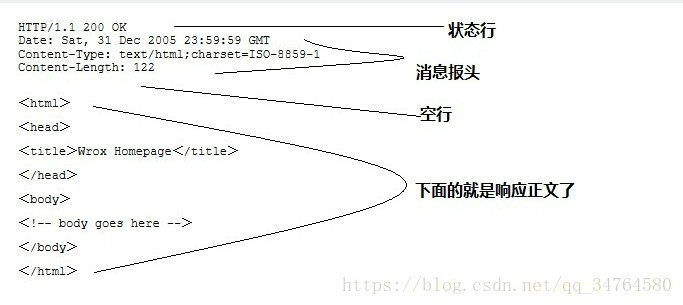 HTTP/1.1 200 OK
状态行
Date: Sat, 31 Dec 2005 23:59:59 GMT
Content-Type: text/html;charset=ISO-8859-1
消息报头
Content-Length: 122
空行
<html>
<head>
<title>Wrox Homepage</title>
</head>
下面的就是响应正文了
<body>
<!-- body goes here -->
</body>
</html>
https://blog.csdn.net/qq_34764580